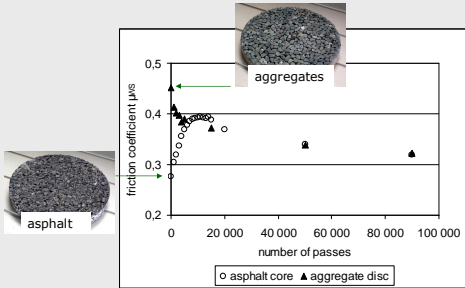 aggregates
asphalt
friction coefficient µws
0,5
0,4
0,3
0,2
0
20 000
40 000
60 000
80 000
100 000
number of passes
asphalt core
aggregate disc